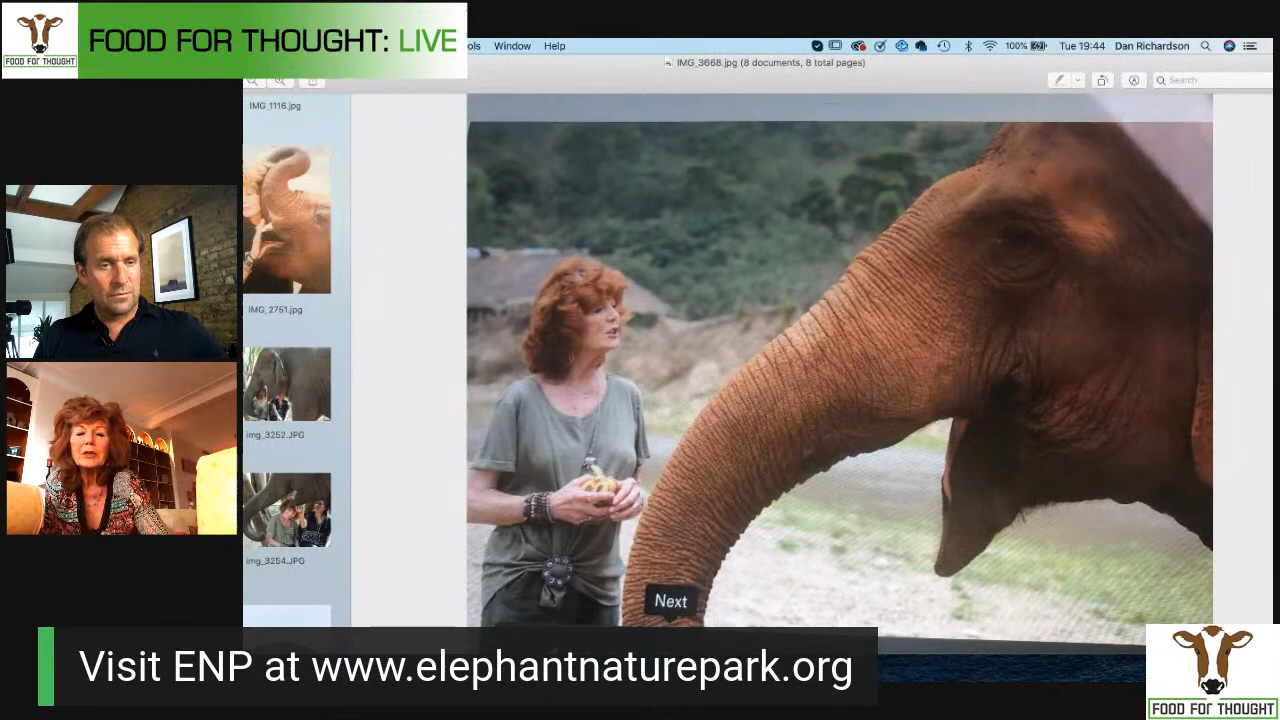 FOOD FOR THOUGHT
FOOD FOR THOUGHT: LIVE
ols Window Help
100% Tue 19:44 Dan Richardson
IMG_3668.jpg (8 documents, 8 total pages)
Search
IMG_1116.jpg
IMG_2751.jpg
img_3252.JPG
img_3254.JPG
Next
Visit ENP at www.elephantnaturepark.org
FOOD FOR THOUGHT